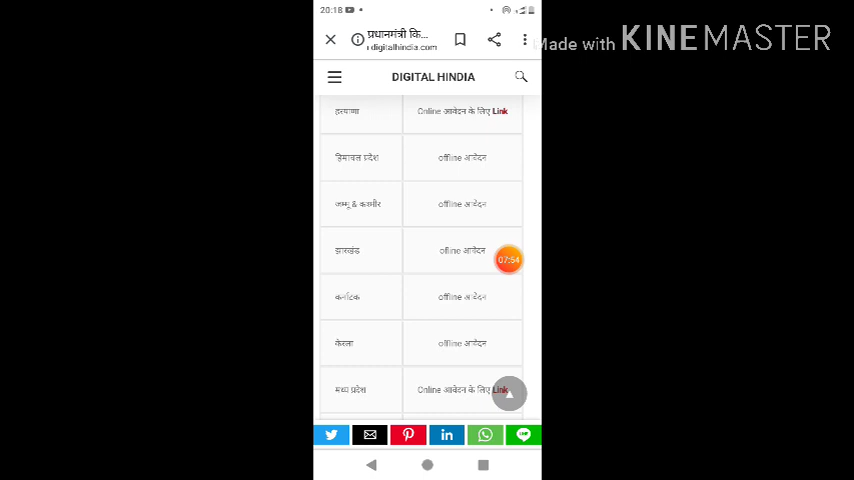 20:18
Made with KINEMASTER
प्रधानमंत्री कि...
digitalhindia.com
DIGITAL HINDIA
हरयाणा
Online आवेदन के लिए Link
हिमाचल प्रदेश
offline आवेदन
जम्मू & कश्मीर
offline आवेदन
झारखंड
offline आवेदन
07:54
कर्नाटक
offline आवेदन
केरला
offline आवेदन
मध्य प्रदेश
Online आवेदन के लिए Link
in